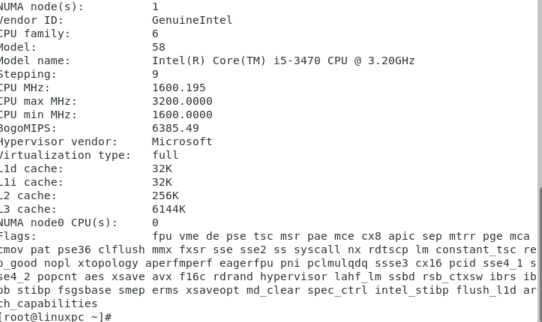 NUMA node(s): 1
Vendor ID: GenuineIntel
CPU family: 6
Model: 58
Model name: Intel(R) Core(TM) i5-3470 CPU @ 3.20GHz
Stepping: 9
CPU MHz: 1600.195
CPU max MHz: 3200.0000
CPU min MHz: 1600.0000
BogoMIPS: 6385.49
Hypervisor vendor: Microsoft
Virtualization type: full
L1d cache: 32K
L1i cache: 32K
L2 cache: 256K
L3 cache: 6144K
NUMA node0 CPU(s): 0
Flags: fpu vme de pse tsc msr pae mce cx8 apic sep mtrr pge mca
cmov pat pse36 clflush mmx fxsr sse sse2 ss syscall nx rdtscp lm constant_tsc re
p_good nopl xtopology aperfmperf eagerfpu pni pclmulqdq ssse3 cx16 pcid sse4_1 s
se4_2 popcnt aes xsave avx f16c rdrand hypervisor lahf_lm ssbd rsb_ctxsw ibrs ib
pb stibp fsgsbase smep erms xsaveopt md_clear spec_ctrl intel_stibp flush_l1d ar
ch_capabilities
[root@linuxpc ~]#